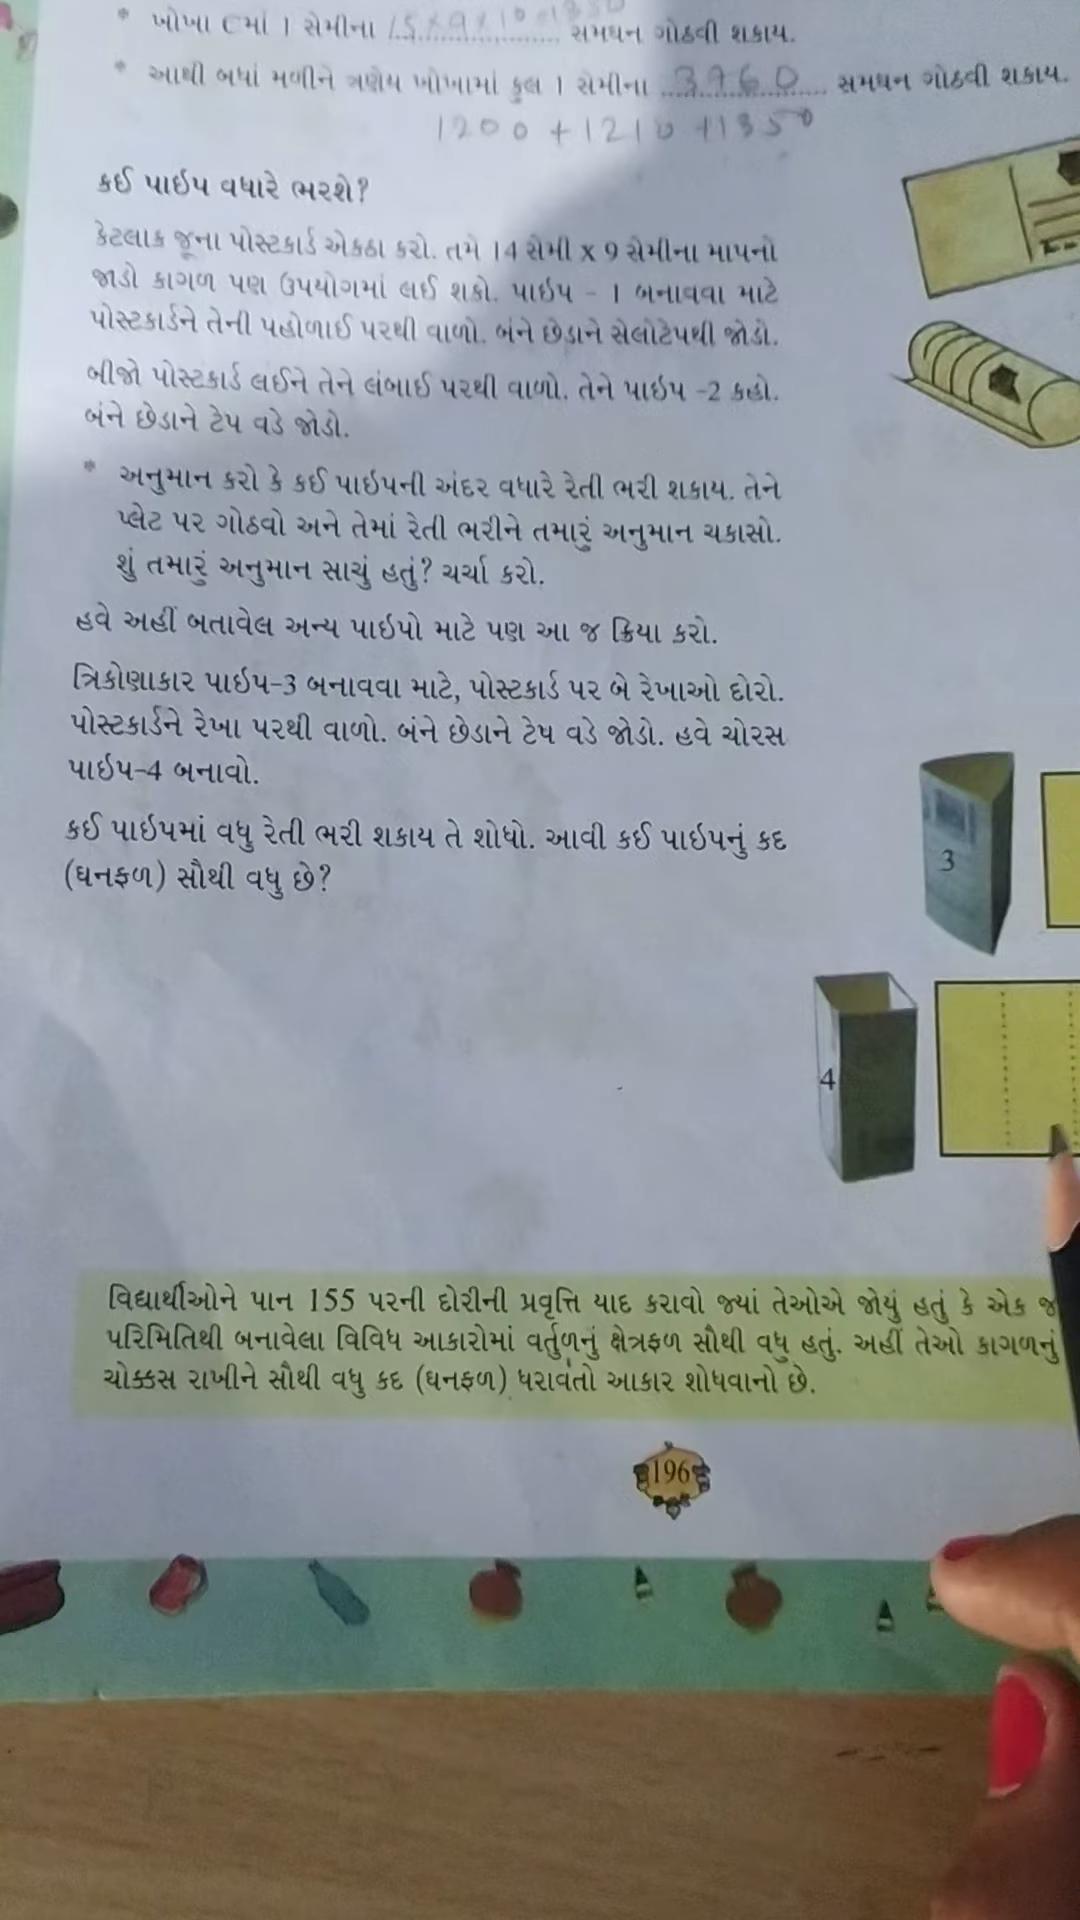 * ખોખા Cમાં 1 સેમીના 15×9×10=1350 સમઘન ગોઠવી શકાય.
* આથી બધાં મળીને ત્રણેય ખોખામાં કુલ 1 સેમીના 3760 સમઘન ગોઠવી શકાય.
1200+1210+1350
કઈ પાઇપ વધારે ભરશે?
કેટલાક જૂના પોસ્ટકાર્ડ એકઠા કરો. તમે 14 સેમી x 9 સેમીના માપનો
જાડો કાગળ પણ ઉપયોગમાં લઈ શકો. પાઇપ – 1 બનાવવા માટે
પોસ્ટકાર્ડને તેની પહોળાઈ પરથી વાળો. બંને છેડાને સેલોટેપથી જોડો.
બીજો પોસ્ટકાર્ડ લઈને તેને લંબાઈ પરથી વાળો. તેને પાઇપ -2 કહો.
બંને છેડાને ટેપ વડે જોડો.
* અનુમાન કરો કે કઈ પાઇપની અંદર વધારે રેતી ભરી શકાય. તેને
પ્લેટ પર ગોઠવો અને તેમાં રેતી ભરીને તમારું અનુમાન ચકાસો.
શું તમારું અનુમાન સાચું હતું? ચર્ચા કરો.
હવે અહીં બતાવેલ અન્ય પાઇપો માટે પણ આ જ ક્રિયા કરો.
ત્રિકોણાકાર પાઇપ-3 બનાવવા માટે, પોસ્ટકાર્ડ પર બે રેખાઓ દોરો.
પોસ્ટકાર્ડને રેખા પરથી વાળો. બંને છેડાને ટેપ વડે જોડો. હવે ચોરસ
પાઇપ-4 બનાવો.
કઈ પાઇપમાં વધુ રેતી ભરી શકાય તે શોધો. આવી કઈ પાઇપનું કદ
(ઘનફળ) સૌથી વધુ છે?
3
4
વિદ્યાર્થીઓને પાન 155 પરની દોરીની પ્રવૃત્તિ યાદ કરાવો જ્યાં તેઓએ જોયું હતું કે એક જ
પરિમિતિથી બનાવેલા વિવિધ આકારોમાં વર્તુળનું ક્ષેત્રફળ સૌથી વધુ હતું. અહીં તેઓ કાગળનું
ચોક્કસ રાખીને સૌથી વધુ કદ (ઘનફળ) ધરાવતો આકાર શોધવાનો છે.
196